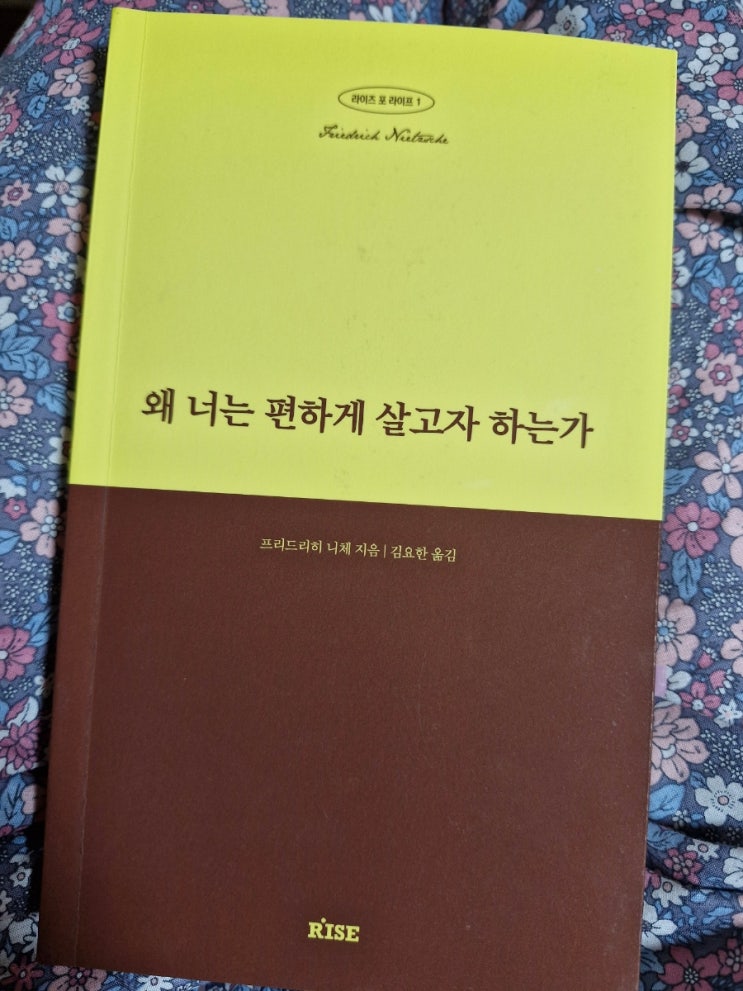 라이즈 포 라이프 1
Friedrich Nietzsche
왜 너는 편하게 살고자 하는가
프리드리히 니체 지음 | 김요한 옮김
RISE